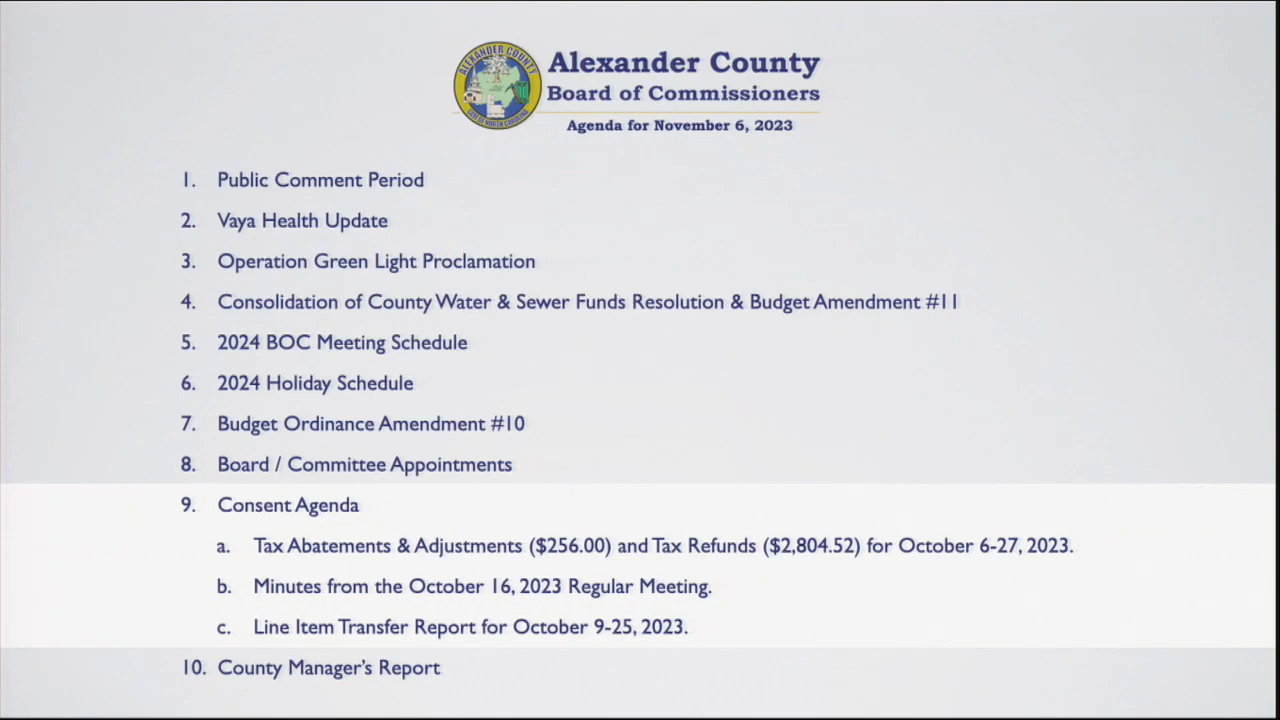 ALEXANDER COUNTY
Alexander County
Board of Commissioners
Agenda for November 6, 2023
1. Public Comment Period
2. Vaya Health Update
3. Operation Green Light Proclamation
4. Consolidation of County Water & Sewer Funds Resolution & Budget Amendment #11
5. 2024 BOC Meeting Schedule
6. 2024 Holiday Schedule
7. Budget Ordinance Amendment #10
8. Board / Committee Appointments
9. Consent Agenda
a. Tax Abatements & Adjustments ($256.00) and Tax Refunds ($2,804.52) for October 6-27, 2023.
b. Minutes from the October 16, 2023 Regular Meeting.
c. Line Item Transfer Report for October 9-25, 2023.
10. County Manager's Report